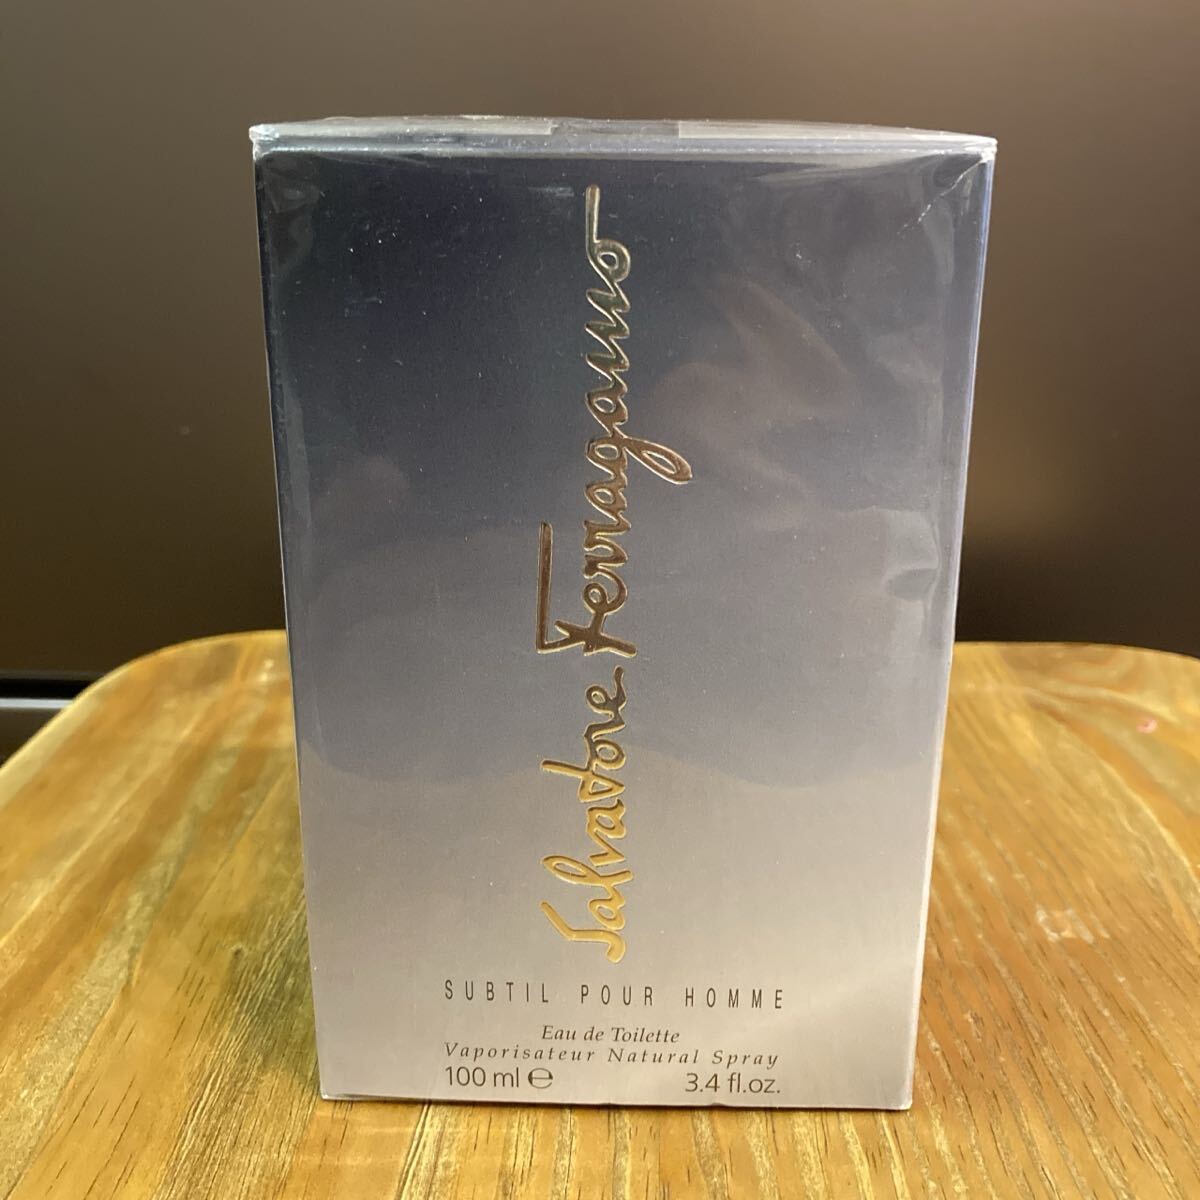 Salvatore Ferragamo
SUBTIL POUR HOMME
Eau de Toilette
Vaporisateur Natural Spray
100 ml ℮ 3.4 fl.oz.